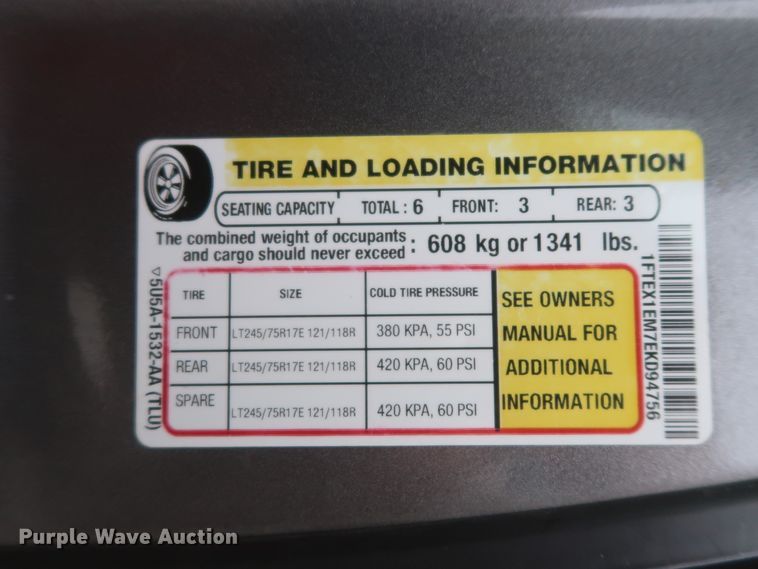 TIRE AND LOADING INFORMATION
SEATING CAPACITY TOTAL : 6 FRONT: 3 REAR: 3
The combined weight of occupants
and cargo should never exceed : 608 kg or 1341 lbs.
TIRE SIZE COLD TIRE PRESSURE
FRONT LT245/75R17E 121/118R 380 KPA, 55 PSI
REAR LT245/75R17E 121/118R 420 KPA, 60 PSI
SPARE LT245/75R17E 121/118R 420 KPA, 60 PSI
SEE OWNERS
MANUAL FOR
ADDITIONAL
INFORMATION
5U5A-1532-AA (TLU)
1FTEX1EM7EKD94756
Purple Wave Auction